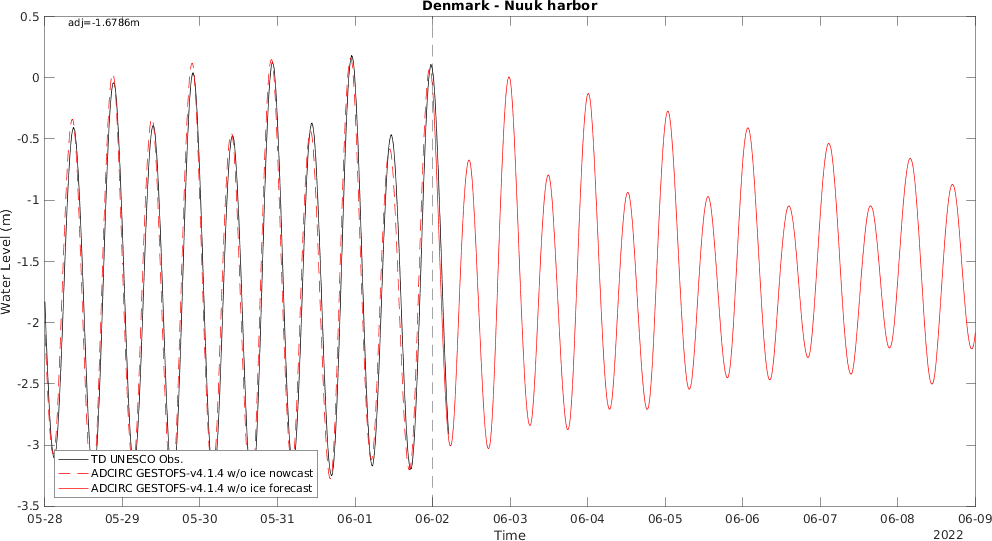 Denmark - Nuuk harbor
adj=-1.6786m
0.5
0
-0.5
-1
-1.5
-2
-2.5
-3
-3.5
Water Level (m)
TD UNESCO Obs.
ADCIRC GESTOFS-v4.1.4 w/o ice nowcast
ADCIRC GESTOFS-v4.1.4 w/o ice forecast
05-28 05-29 05-30 05-31 06-01 06-02 06-03 06-04 06-05 06-06 06-07 06-08 06-09
Time
2022